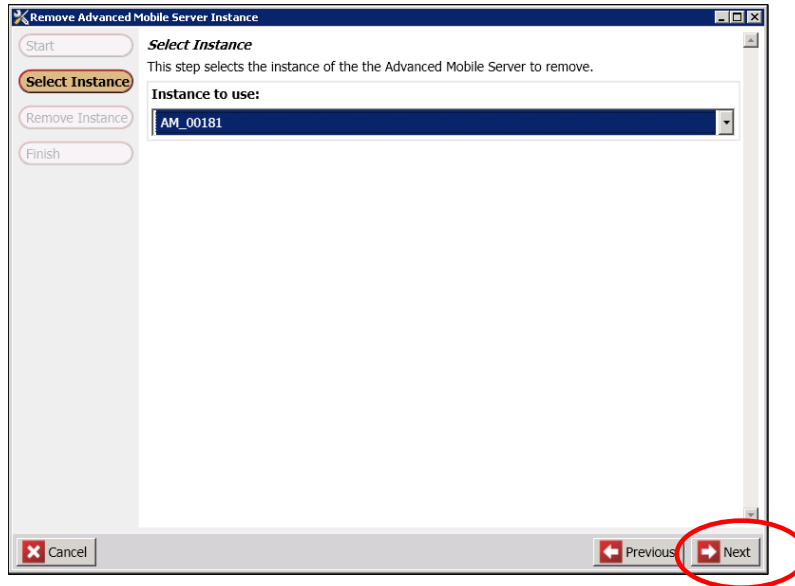 Remove Advanced Mobile Server Instance
Start
Select Instance
Remove Instance
Finish
Select Instance
This step selects the instance of the the Advanced Mobile Server to remove.
Instance to use:
AM_00181
Cancel
Previous
Next